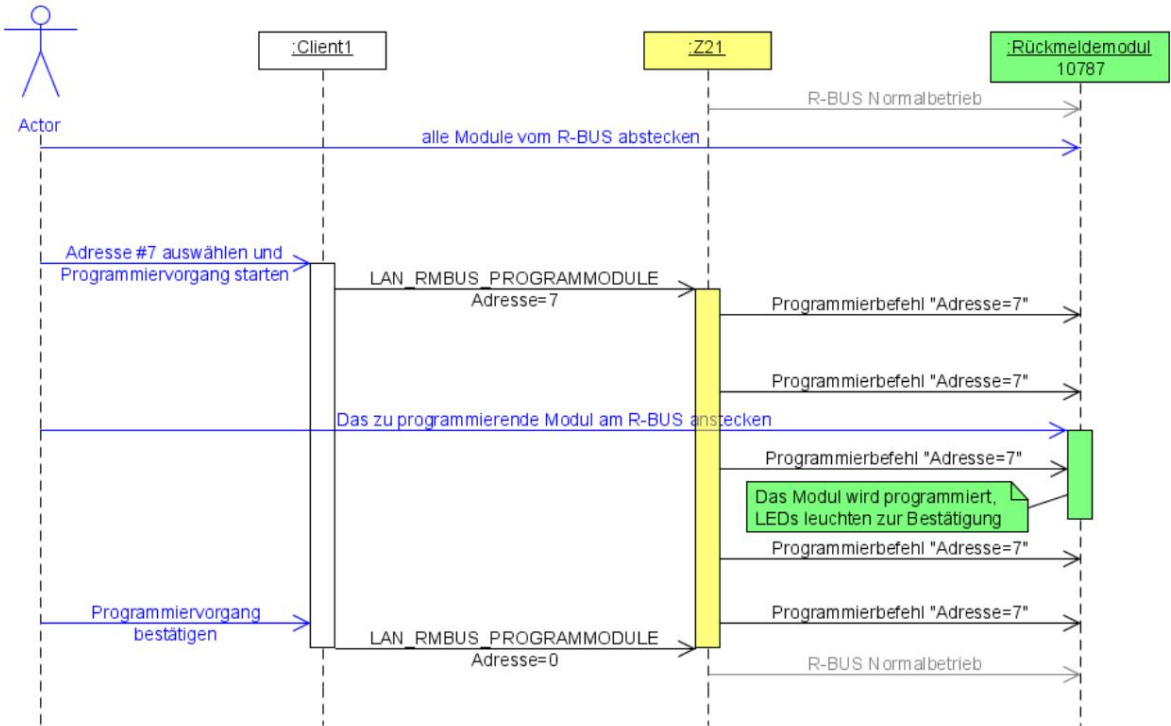 :Client1
:Z21
:Rückmeldemodul
10787
R-BUS Normalbetrieb
Actor
alle Module vom R-BUS abstecken
Adresse #7 auswählen und
Programmiervorgang starten
LAN_RMBUS_PROGRAMMODULE
Adresse=7
Programmierbefehl "Adresse=7"
Programmierbefehl "Adresse=7"
Das zu programmierende Modul am R-BUS anstecken
Programmierbefehl "Adresse=7"
Das Modul wird programmiert,
LEDs leuchten zur Bestätigung
Programmierbefehl "Adresse=7"
Programmiervorgang
bestätigen
Programmierbefehl "Adresse=7"
LAN_RMBUS_PROGRAMMODULE
Adresse=0
R-BUS Normalbetrieb